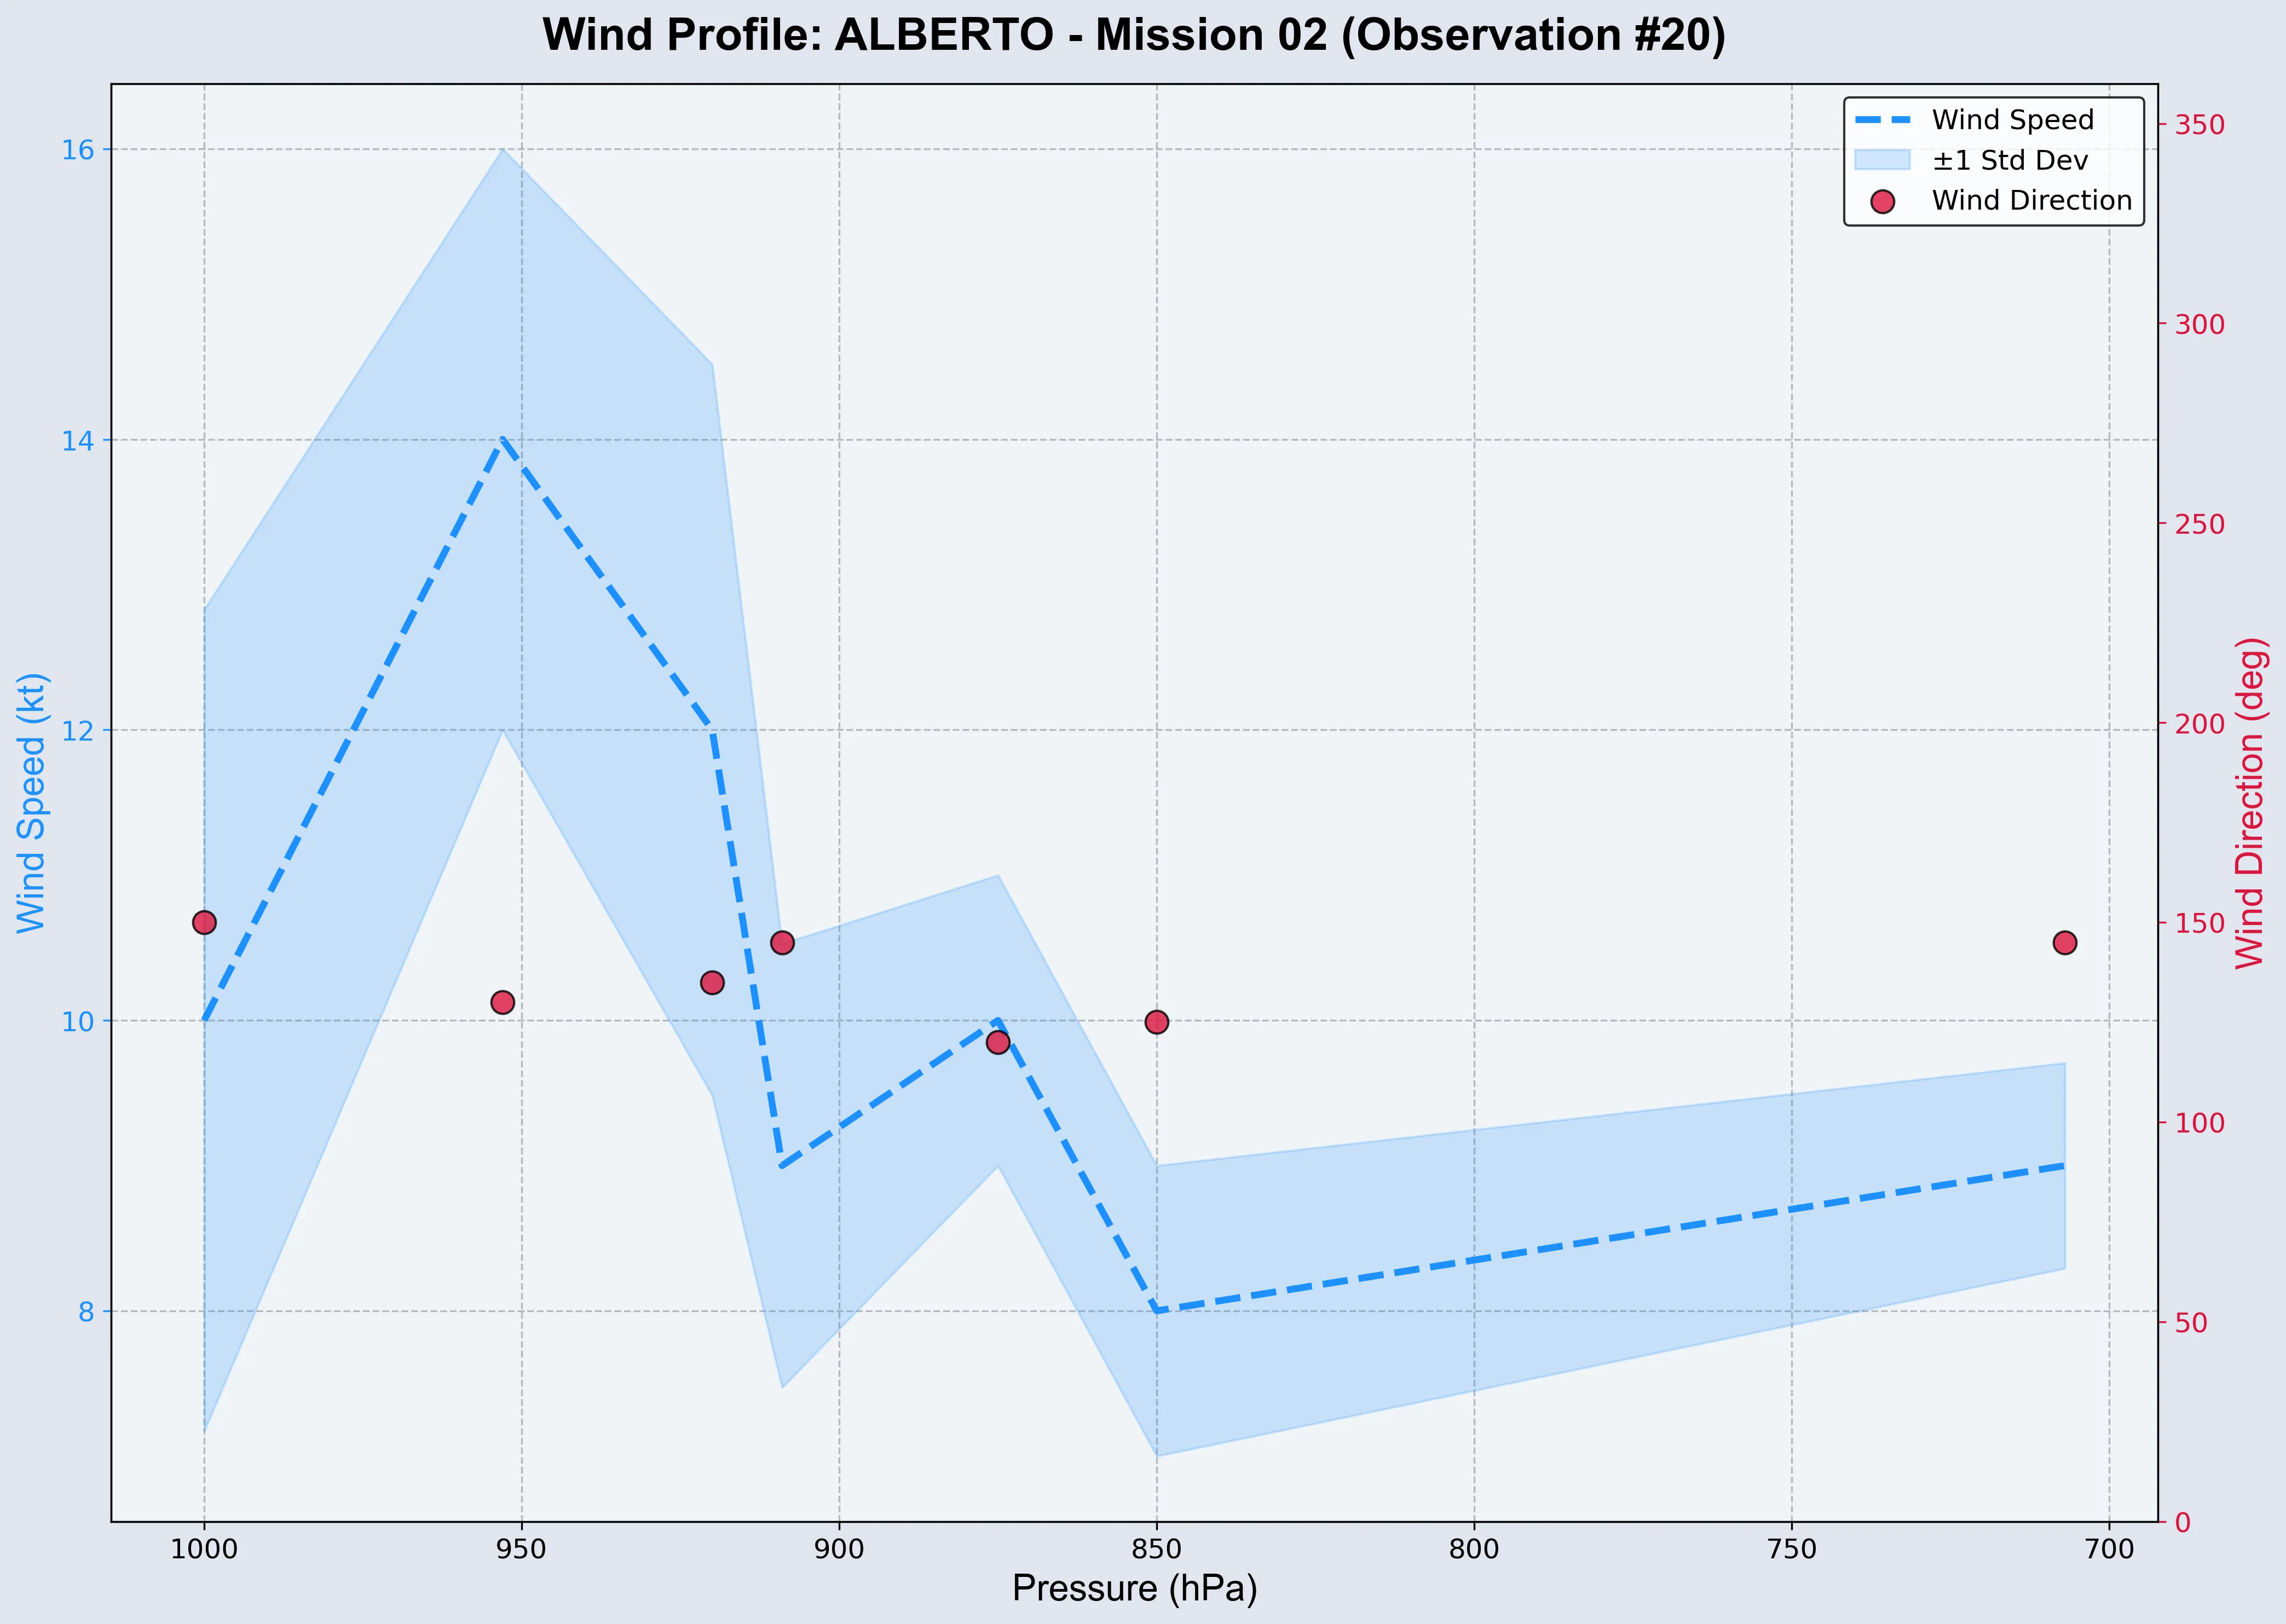 Wind Profile: ALBERTO - Mission 02 (Observation #20)
Wind Speed
±1 Std Dev
Wind Direction
Wind Speed (kt)
16
14
12
10
8
350
300
250
200
150
100
50
0
Wind Direction (deg)
1000 950 900 850 800 750 700
Pressure (hPa)